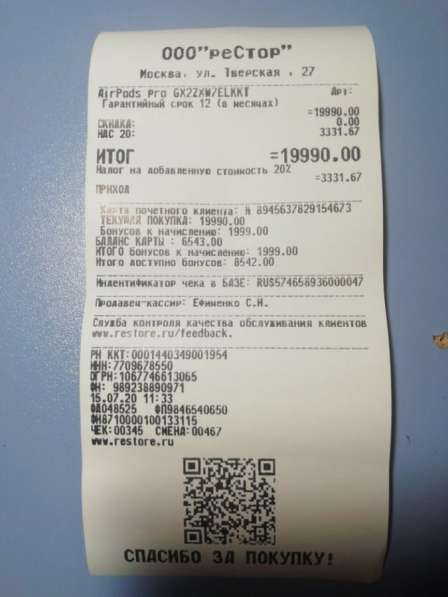 ООО"реСтор"
Москва, ул. Тверская , 27
AirPods Pro GX2ZXW7ELKKT Арт:
Гарантийный срок 12 (в месяцах)
=19990.00
СКИДКА: 0.00
НДС 20: 3331.67
ИТОГ =19990.00
Налог на добавленную стоимость 20%
=3331.67
ПРИХОД
Карта почетного клиента: № 8945637829154673
ТЕКУЩАЯ ПОКУПКА: 19990.00
Бонусов к начислению: 1999.00
БАЛАНС КАРТЫ : 6543.00
ИТОГО бонусов к начислению: 1999.00
Итого доступно бонусов: 8542.00
Индентификатор чека в БАЗЕ: RUS574658936000047
Продавец-кассир: Ефименко С.Н.
Служба контроля качества обслуживания клиентов
www.restore.ru/feedback.
РН ККТ:0001440349001954
ИНН:7709678550
ОГРН:1067746613065
ФН: 989238890971
15.07.20 11:33
ФД048525 ФП9846540650
ФН8710000100133115
ЧЕК:00345 СМЕНА:00467
www.restore.ru
СПАСИБО ЗА ПОКУПКУ!